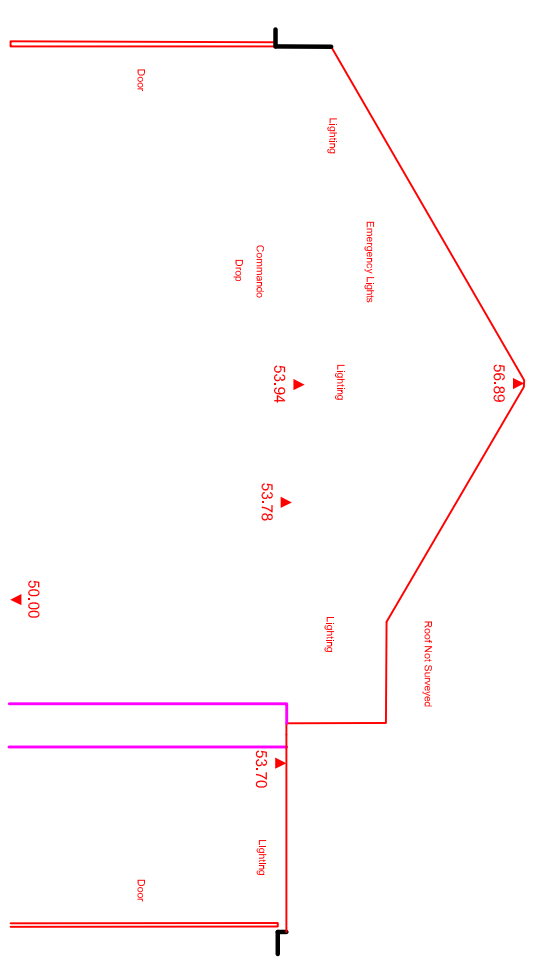 56.89
Roof Not Surveyed
Emergency Lights
Lighting
Lighting
Lighting
53.94
53.78
53.70
Lighting
Commando
Drop
Door
Door
50.00